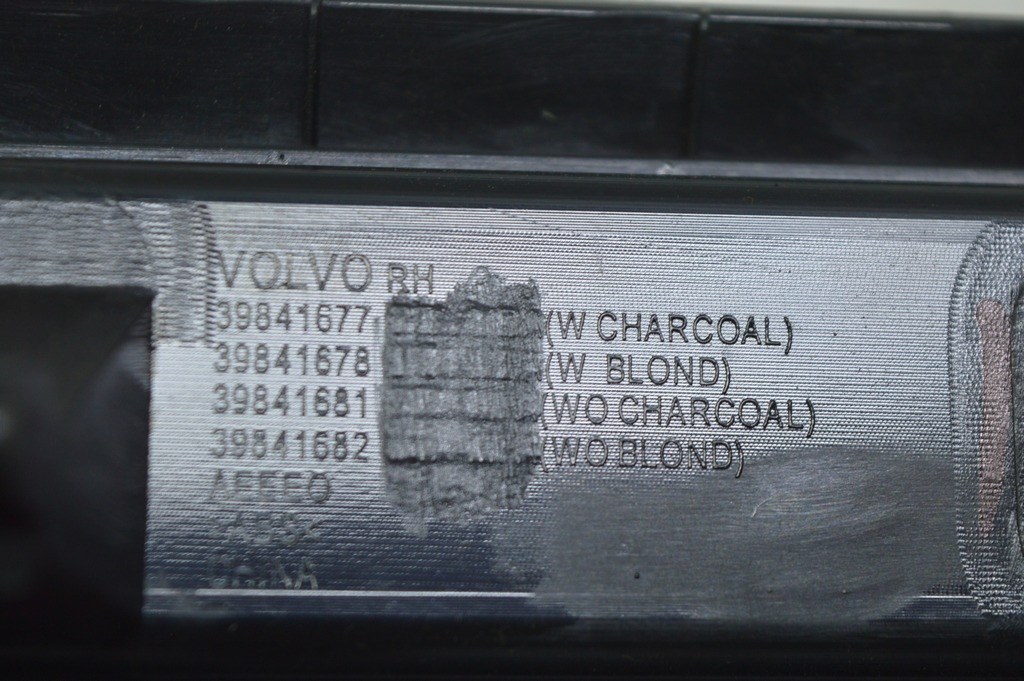 VOLVO RH
39841677 (W CHARCOAL)
39841678 (W BLOND)
39841681 (WO CHARCOAL)
39841682 (WO BLOND)